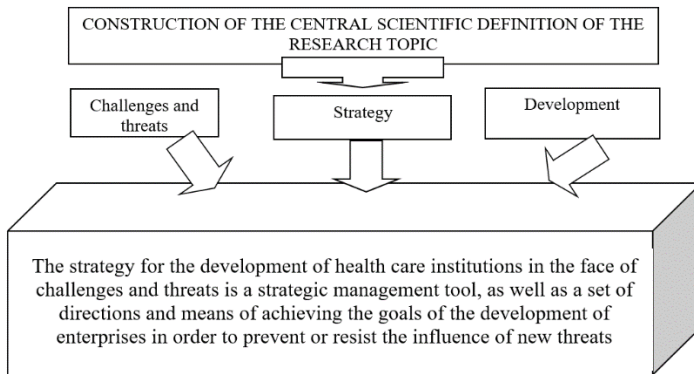 CONSTRUCTION OF THE CENTRAL SCIENTIFIC DEFINITION OF THE
RESEARCH TOPIC
Challenges and
threats
Strategy
Development
The strategy for the development of health care institutions in the face of
challenges and threats is a strategic management tool, as well as a set of
directions and means of achieving the goals of the development of
enterprises in order to prevent or resist the influence of new threats